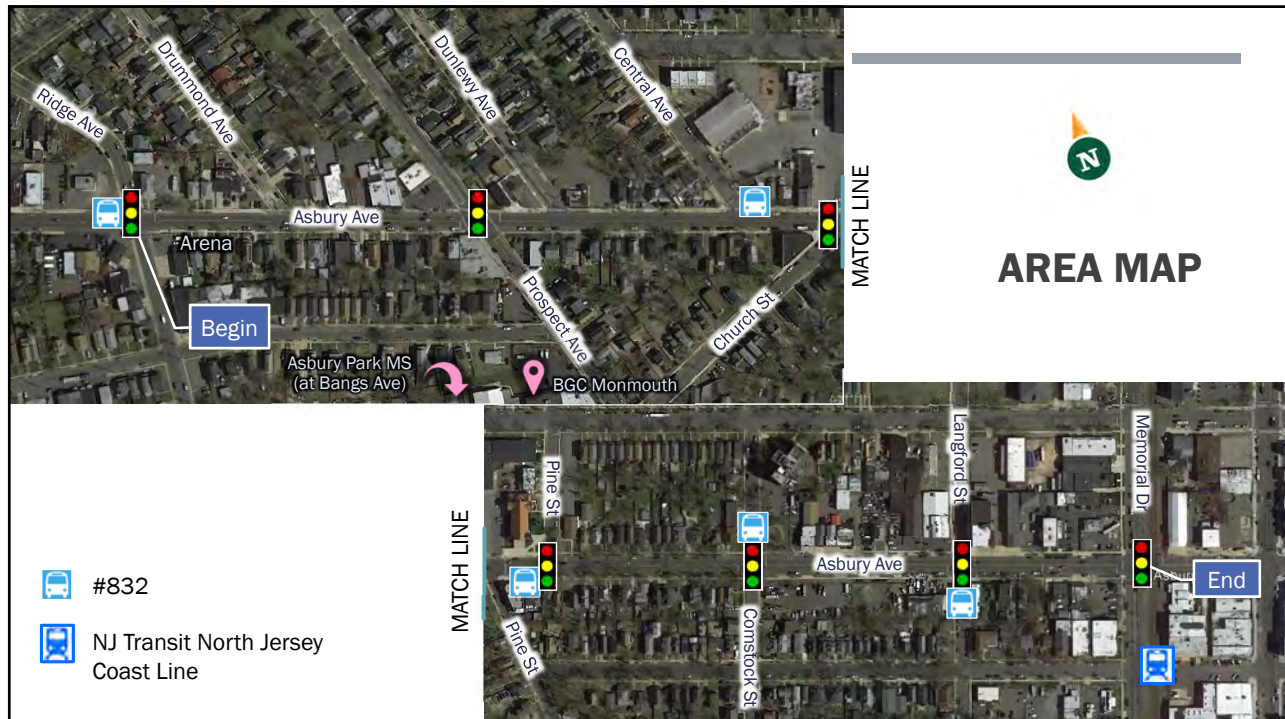 Ridge Ave
Drummond Ave
Dunlewy Ave
Central Ave
Asbury Ave
Arena
Begin
Prospect Ave
Church St
Asbury Park MS
(at Bangs Ave)
BGC Monmouth
MATCH LINE
N
AREA MAP
MATCH LINE
Pine St
Pine St
Comstock St
Asbury Ave
Langford St
Memorial Dr
End
#832
NJ Transit North Jersey
Coast Line